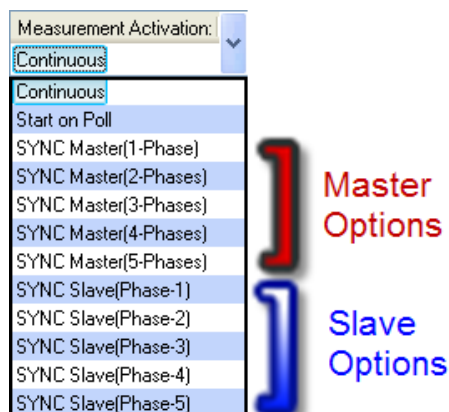 Measurement Activation:
Continuous
Continuous
Start on Poll
SYNC Master(1-Phase)
SYNC Master(2-Phases)
SYNC Master(3-Phases)
SYNC Master(4-Phases)
SYNC Master(5-Phases)
SYNC Slave(Phase-1)
SYNC Slave(Phase-2)
SYNC Slave(Phase-3)
SYNC Slave(Phase-4)
SYNC Slave(Phase-5)
Master
Options
Slave
Options